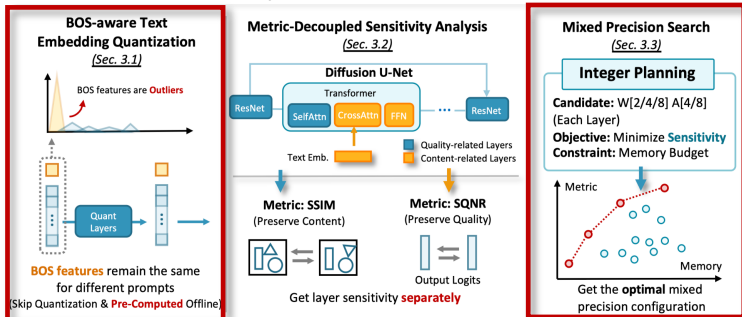 BOS-aware Text
Embedding Quantization
(Sec. 3.1)
BOS features are Outliers
Quant
Layers
BOS features remain the same
for different prompts
(Skip Quantization & Pre-Computed Offline)
Metric-Decoupled Sensitivity Analysis
(Sec. 3.2)
Diffusion U-Net
Transformer
ResNet
SelfAttn
CrossAttn
FFN
ResNet
Text Emb.
Quality-related Layers
Content-related Layers
Metric: SSIM
(Preserve Content)
Metric: SQNR
(Preserve Quality)
Output Logits
Get layer sensitivity separately
Mixed Precision Search
(Sec. 3.3)
Integer Planning
Candidate: W[2/4/8] A[4/8]
(Each Layer)
Objective: Minimize Sensitivity
Constraint: Memory Budget
Metric
Memory
Get the optimal mixed
precision configuration